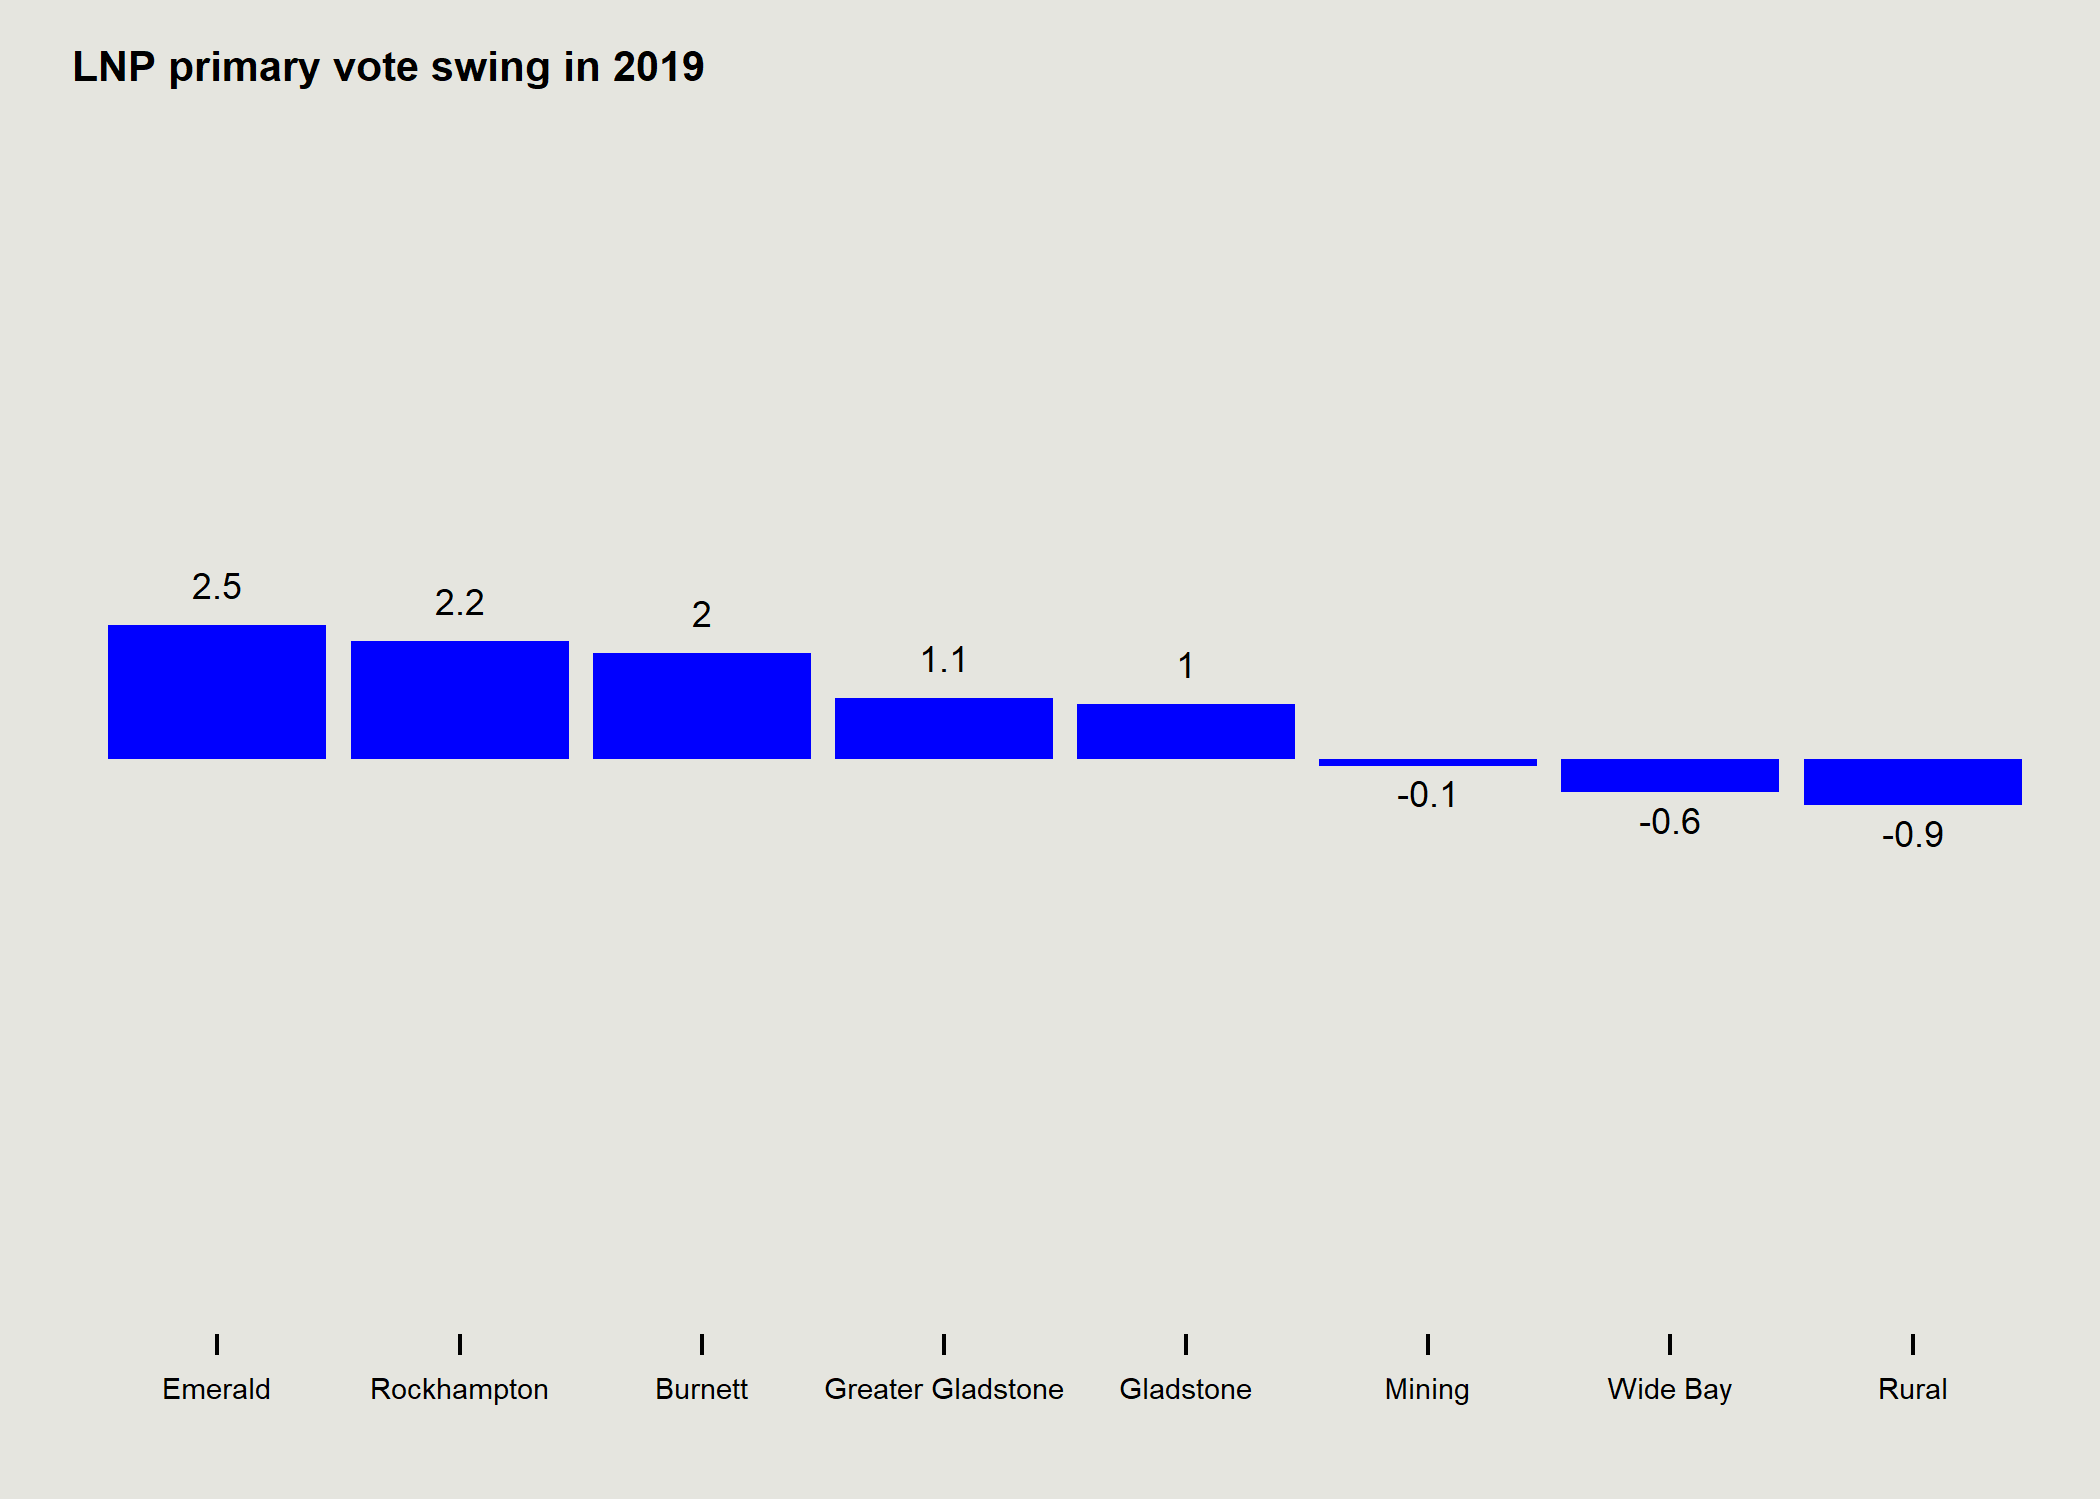 LNP primary vote swing in 2019
2.5
2.2
2
1.1
1
-0.1
-0.6
-0.9
Emerald
Rockhampton
Burnett
Greater Gladstone
Gladstone
Mining
Wide Bay
Rural